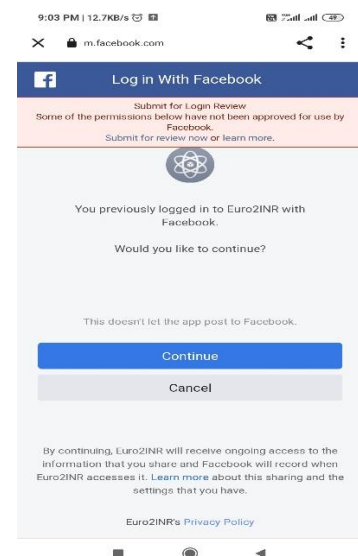 9:03 PM | 12.7KB/s
49
m.facebook.com
f Log in With Facebook
Submit for Login Review
Some of the permissions below have not been approved for use by
Facebook.
Submit for review now or learn more.
You previously logged in to Euro2INR with
Facebook.
Would you like to continue?
This doesn't let the app post to Facebook.
Continue
Cancel
By continuing, Euro2INR will receive ongoing access to the
information that you share and Facebook will record when
Euro2INR accesses it. Learn more about this sharing and the
settings that you have.
Euro2INR's Privacy Policy